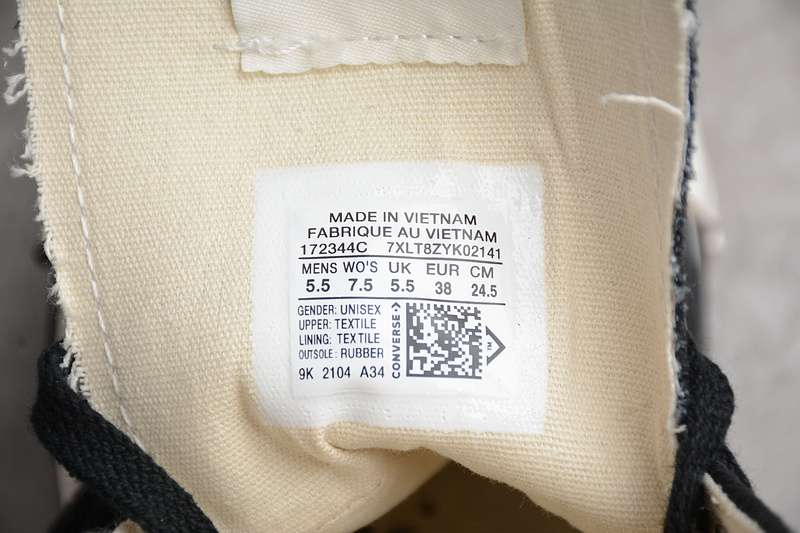 MADE IN VIETNAM
FABRIQUE AU VIETNAM
172344C 7XLT8ZYK02141
MENS WO'S UK EUR CM
5.5 7.5 5.5 38 24.5
GENDER: UNISEX
UPPER: TEXTILE
LINING: TEXTILE
OUTSOLE: RUBBER
9K 2104 A34
CONVERSE
TM